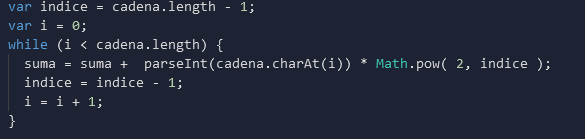 var indice = cadena.length - 1;
var i = 0;
while (i < cadena.length) {
  suma = suma +  parseInt(cadena.charAt(i)) * Math.pow( 2, indice );
  indice = indice - 1;
  i = i + 1;
}